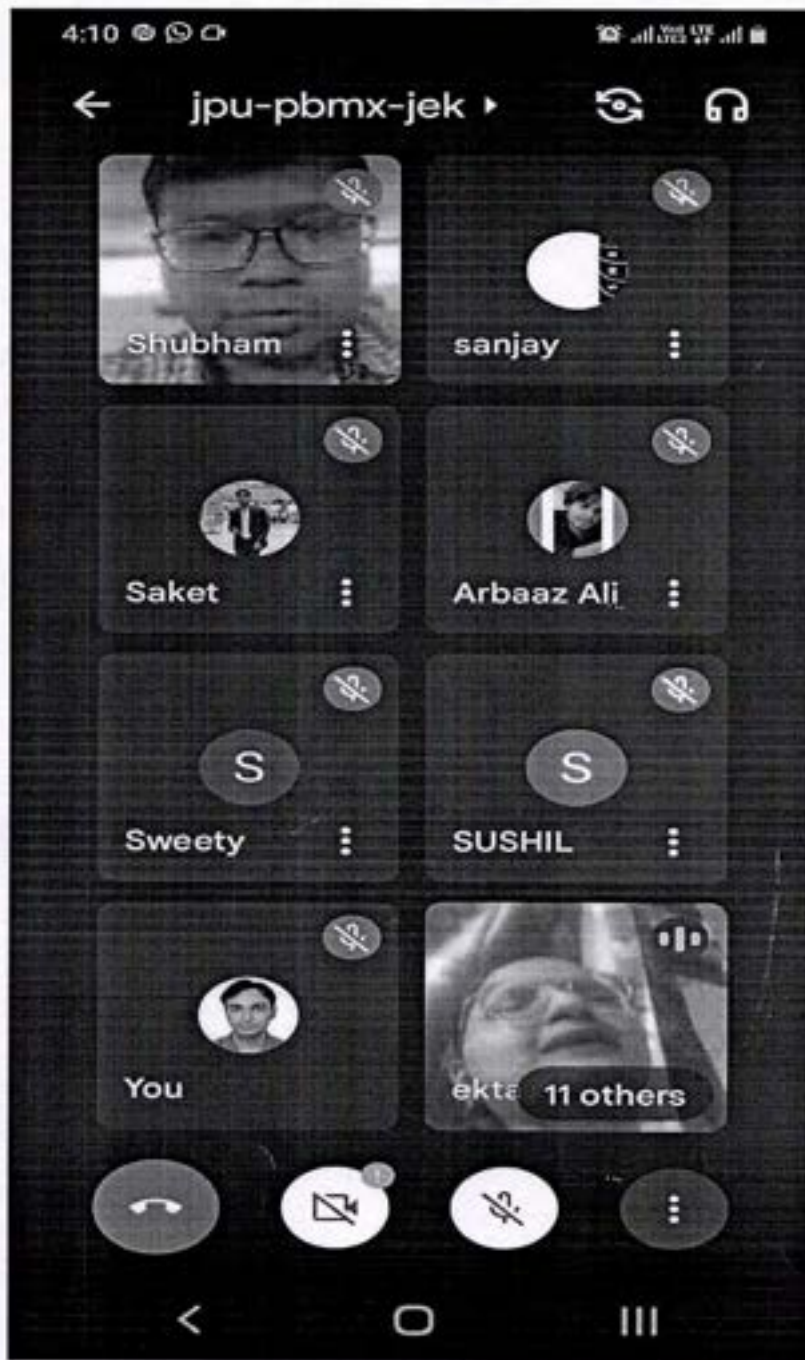 4:10
jpu-pbmx-jek
Shubham
sanjay
Saket
Arbaaz Ali
S
S
Sweety
SUSHIL
You
ekta
11 others